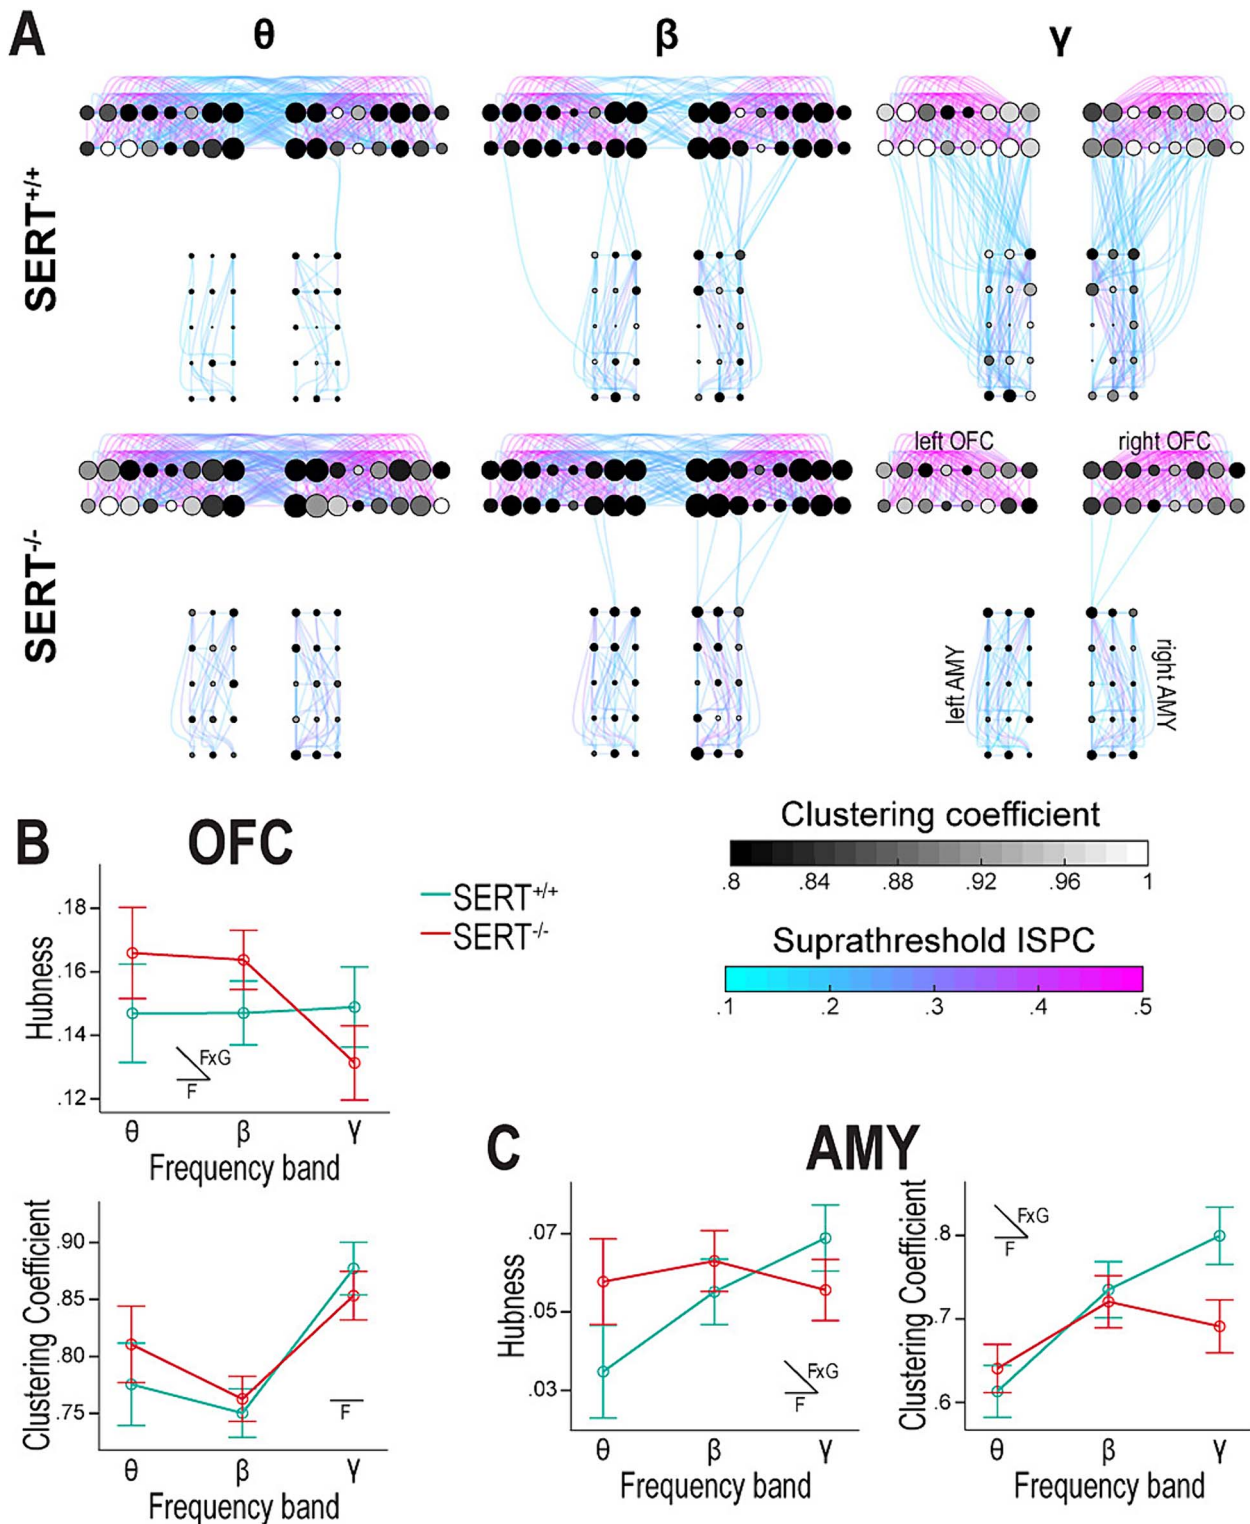 A
θ
β
γ
SERT+/+
left OFC
right OFC
SERT-/-
left AMY
right AMY
B
OFC
SERT+/+
SERT-/-
Clustering coefficient
.8
.84
.88
.92
.96
1
Suprathreshold ISPC
.1
.2
.3
.4
.5
Hubness
.18
.16
.14
.12
FxG
F
θ
β
γ
Frequency band
Clustering Coefficient
.90
.85
.80
.75
F
θ
β
γ
Frequency band
C
AMY
Hubness
.07
.05
.03
FxG
F
θ
β
γ
Frequency band
Clustering Coefficient
.8
.7
.6
FxG
F
θ
β
γ
Frequency band